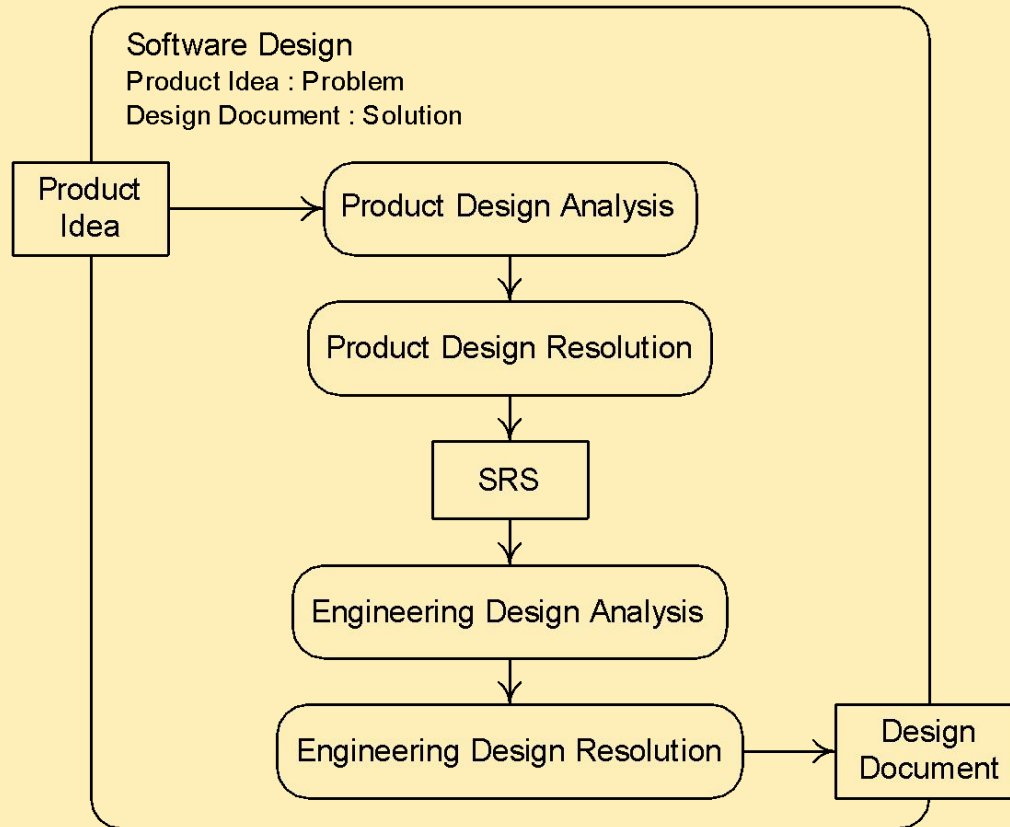 Software Design
Product Idea : Problem
Design Document : Solution
Product
Idea
Product Design Analysis
Product Design Resolution
SRS
Engineering Design Analysis
Engineering Design Resolution
Design
Document